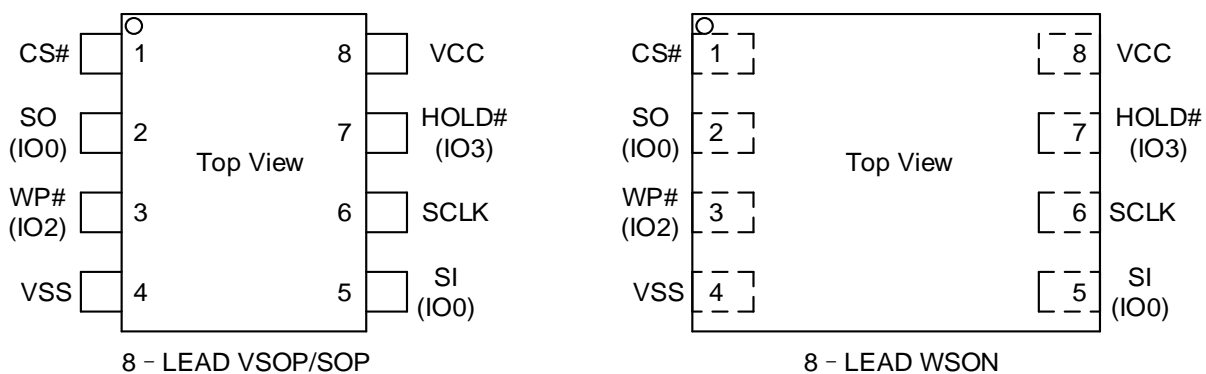 CS#
1
8
VCC
SO
(IO0)
2
7
HOLD#
(IO3)
Top View
WP#
(IO2)
3
6
SCLK
VSS
4
5
SI
(IO0)
8 – LEAD VSOP/SOP
CS#
1
8
VCC
SO
(IO0)
2
7
HOLD#
(IO3)
Top View
WP#
(IO2)
3
6
SCLK
VSS
4
5
SI
(IO0)
8 – LEAD WSON